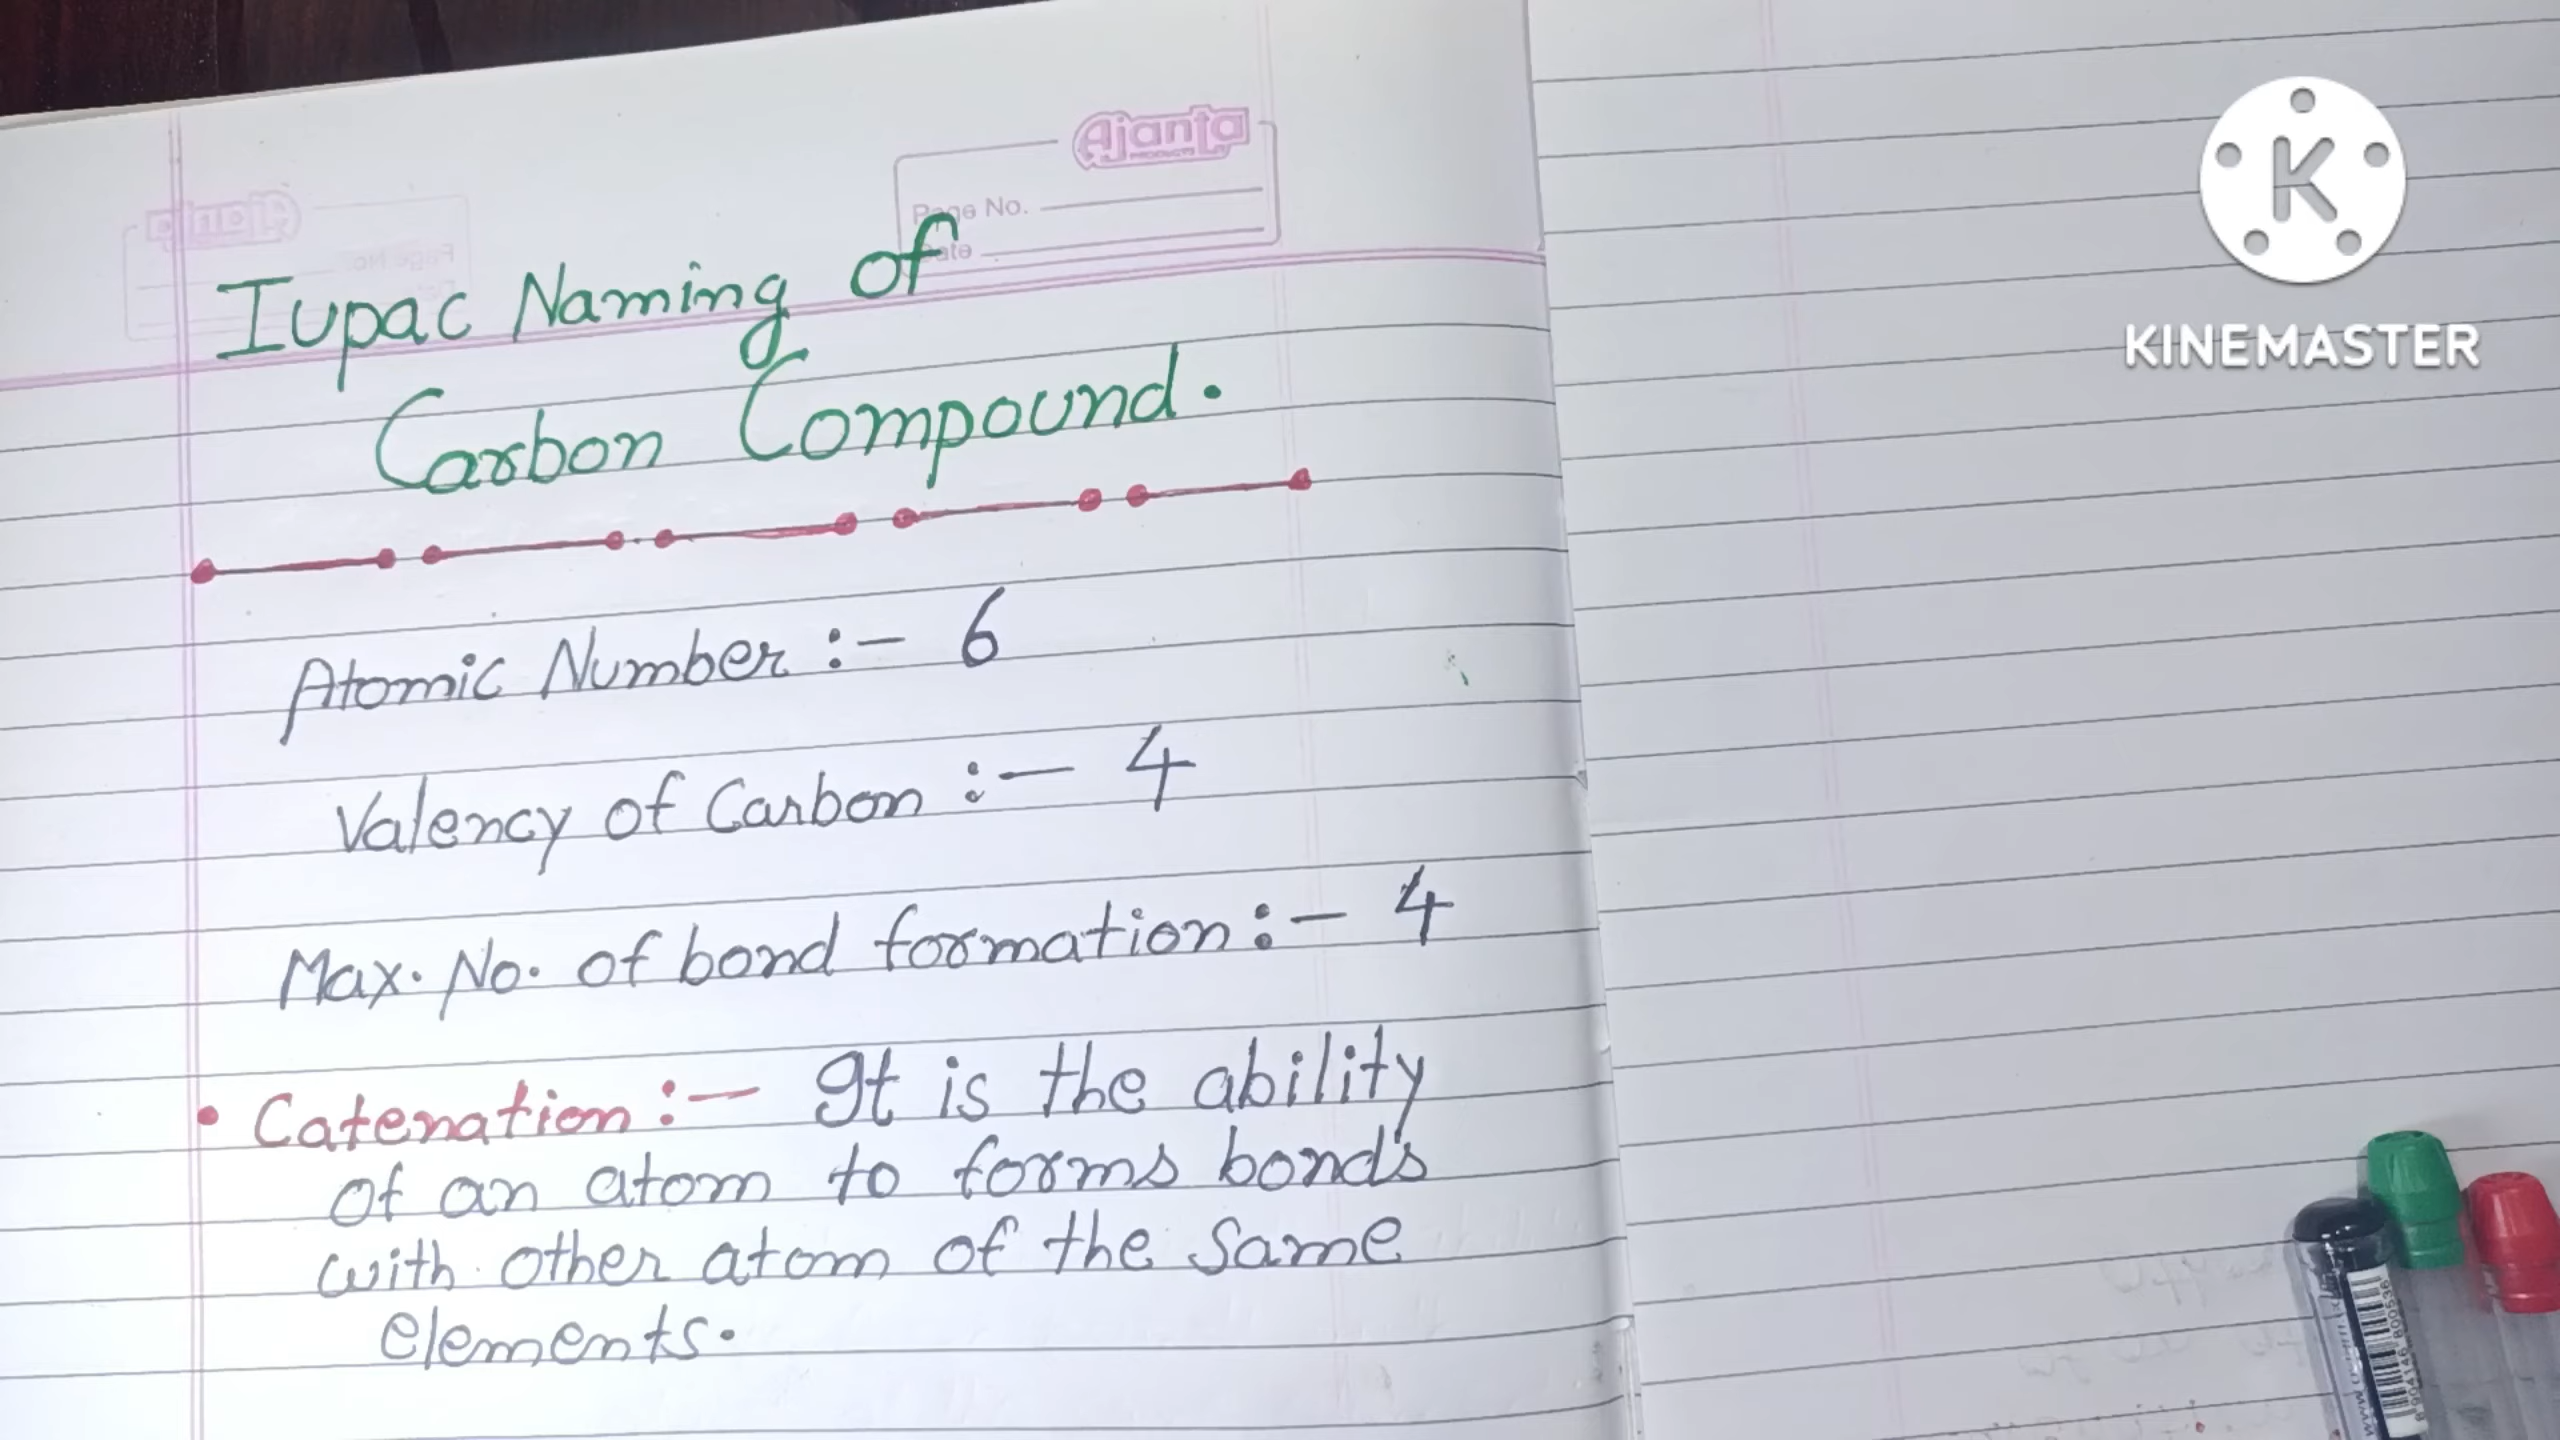 Ajanta
PRODUCTS
Page No.
Date
Iupac Naming of
Carbon Compound.
Atomic Number :- 6
Valency of Carbon :- 4
Max. No. of bond formation :- 4
• Catenation :- It is the ability
of an atom to forms bonds
with other atom of the same
elements.
K
KINEMASTER